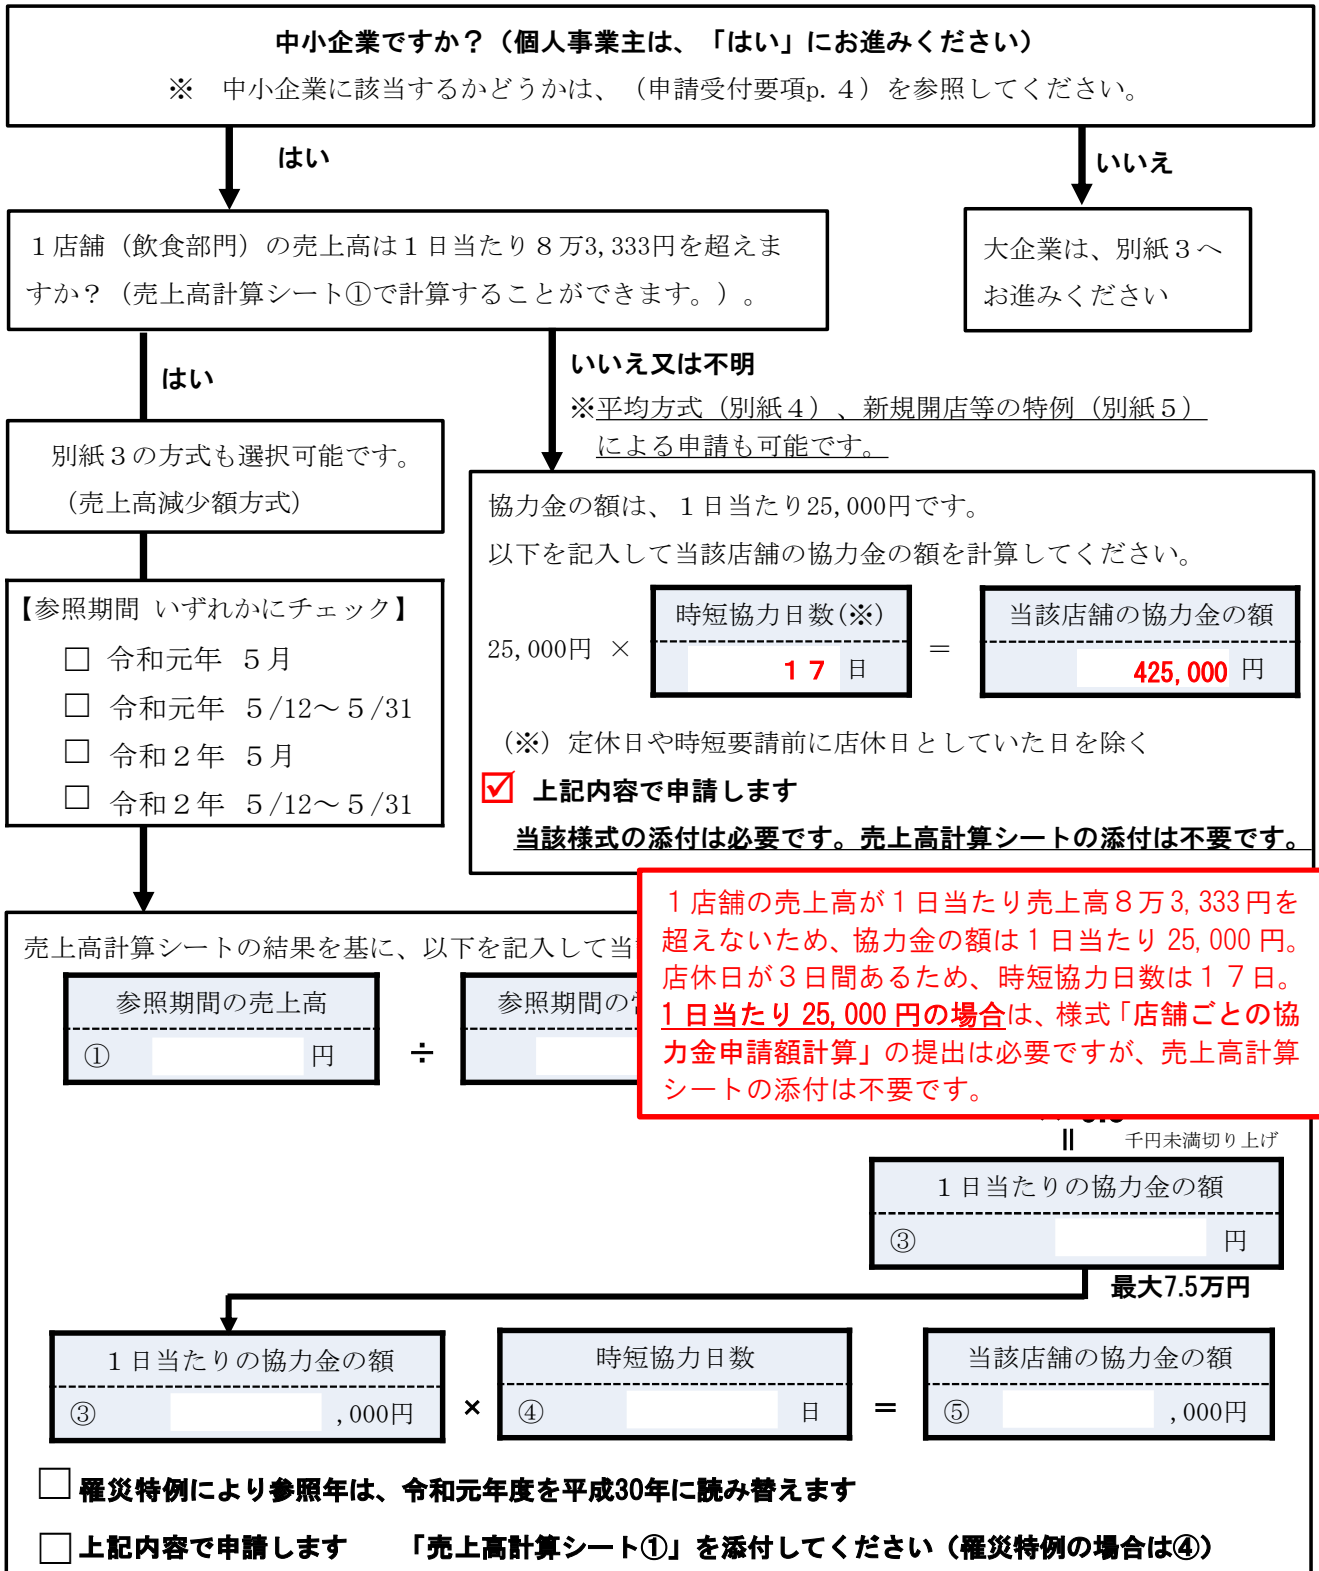 中小企業ですか？（個人事業主は、「はい」にお進みください）
※　中小企業に該当するかどうかは、（申請受付要項p.４）を参照してください。
はい
いいえ
１店舗（飲食部門）の売上高は１日当たり８万3,333円を超えま
すか？（売上高計算シート①で計算することができます。）。
大企業は、別紙３へ
お進みください
はい
いいえ又は不明
※平均方式（別紙４）、新規開店等の特例（別紙５）
による申請も可能です。
別紙３の方式も選択可能です。
（売上高減少額方式）
協力金の額は、１日当たり25,000円です。
以下を記入して当該店舗の協力金の額を計算してください。
時短協力日数(※)
当該店舗の協力金の額
25,000円 × １７ 日 ＝ 425,000 円
（※）定休日や時短要請前に店休日としていた日を除く
☑ 上記内容で申請します
当該様式の添付は必要です。売上高計算シートの添付は不要です。
【参照期間 いずれかにチェック】
□ 令和元年 ５月
□ 令和元年 ５/12～５/31
□ 令和２年 ５月
□ 令和２年 ５/12～５/31
１店舗の売上高が１日当たり売上高８万3,333円を
超えないため、協力金の額は１日当たり25,000円。
店休日が３日間あるため、時短協力日数は１７日。
１日当たり25,000円の場合は、様式「店舗ごとの協
力金申請額計算」の提出は必要ですが、売上高計算
シートの添付は不要です。
売上高計算シートの結果を基に、以下を記入して当
参照期間の売上高
① 円
÷
参照期間の
＝
千円未満切り上げ
１日当たりの協力金の額
③ 円
最大7.5万円
１日当たりの協力金の額
③ ,000円
×
時短協力日数
④ 日
＝
当該店舗の協力金の額
⑤ ,000円
□ 罹災特例により参照年は、令和元年度を平成30年に読み替えます
□ 上記内容で申請します　「売上高計算シート①」を添付してください（罹災特例の場合は④）